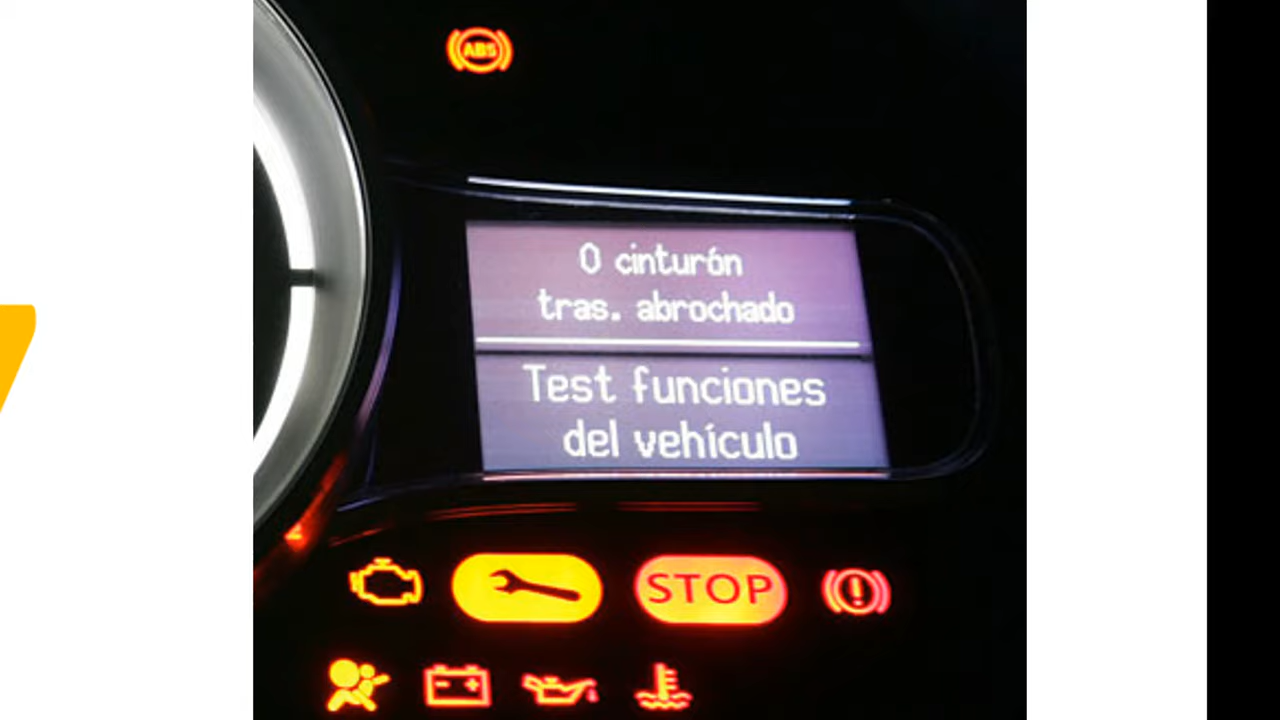 ABS
0 cinturón
tras. abrochado
Test funciones
del vehículo
STOP